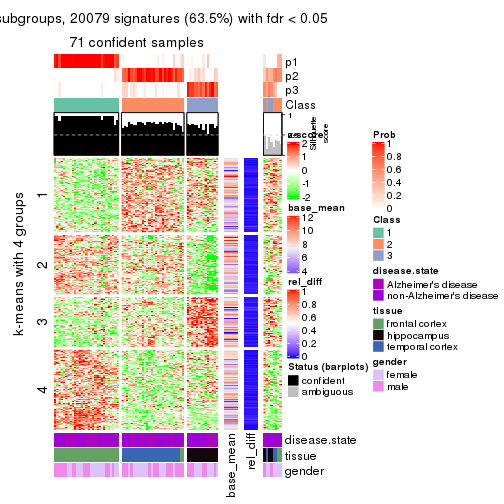 subgroups, 20079 signatures (63.5%) with fdr < 0.05
71 confident samples
p1
p2
p3
Class
1
Silhouette
score
k-means with 4 groups
1
2
3
4
z-score
2
1
0
-1
-2
base_mean
12
10
8
6
4
rel_diff
1
0.8
0.6
0.4
0.2
0
Status (barplots)
confident
ambiguous
Prob
1
0.8
0.6
0.4
0.2
0
Class
1
2
3
disease.state
Alzheimer's disease
non-Alzheimer's disease
tissue
frontal cortex
hippocampus
temporal cortex
gender
female
male
disease.state
tissue
gender
base_mean
rel_diff